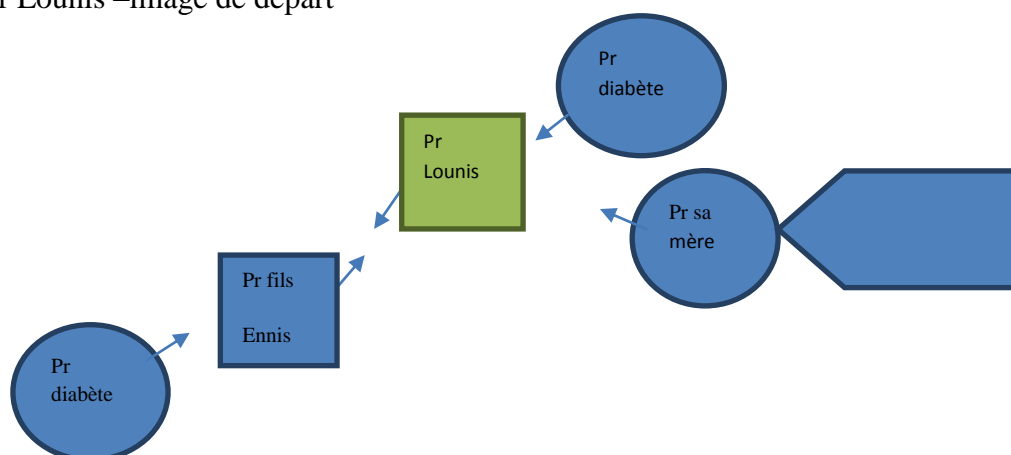 Lounis –image de départ
Pr
diabète
Pr
Lounis
Pr sa
mère
Pr fils
Ennis
Pr
diabète